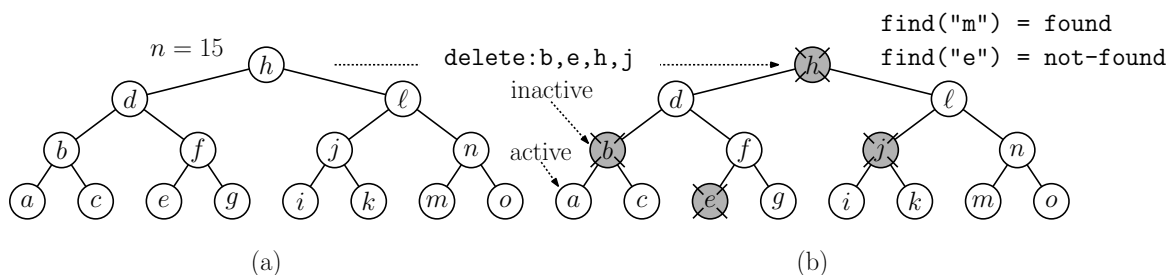 n = 15
h
d ℓ
b f j n
a c e g i k m o
(a)
delete:b,e,h,j
inactive
active
find("m") = found
find("e") = not-found
h
d ℓ
b f j n
a c e g i k m o
(b)